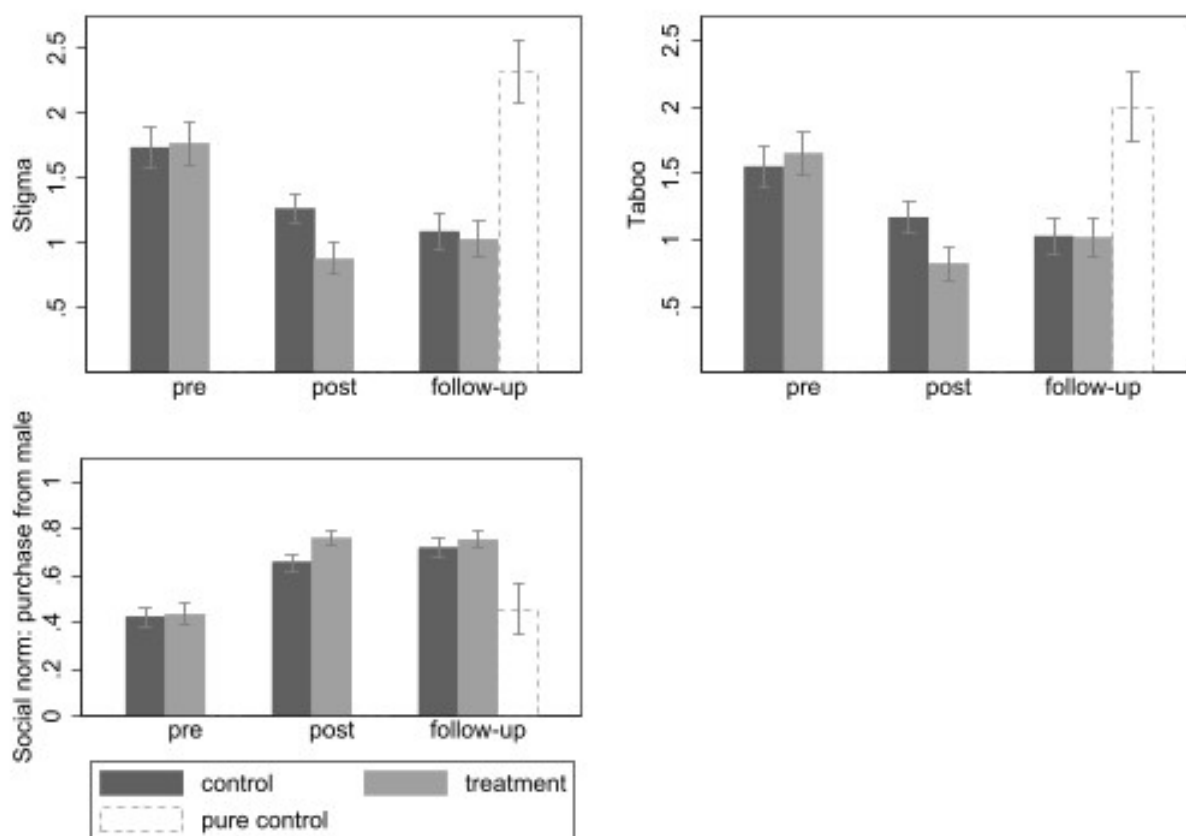 Stigma
2.5
2
1.5
1
.5
pre post follow-up
Taboo
2.5
2
1.5
1
.5
pre post follow-up
Social norm: purchase from male
1
.8
.6
.4
.2
0
pre post follow-up
control treatment
pure control